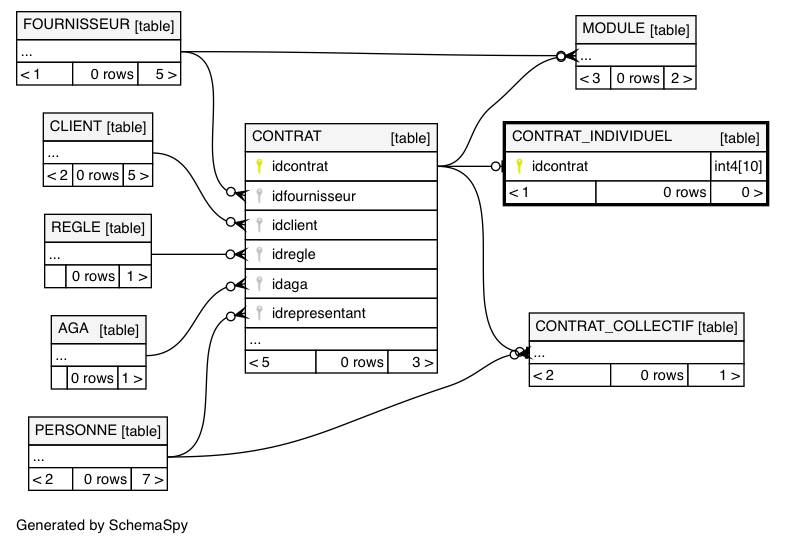 FOURNISSEUR [table]
...
< 1 0 rows 5 >
MODULE [table]
...
< 3 0 rows 2 >
CLIENT [table]
...
< 2 0 rows 5 >
CONTRAT [table]
idcontrat
idfournisseur
idclient
idregle
idaga
idrepresentant
...
< 5 0 rows 3 >
CONTRAT_INDIVIDUEL [table]
idcontrat int4[10]
< 1 0 rows 0 >
REGLE [table]
...
0 rows 1 >
AGA [table]
...
0 rows 1 >
CONTRAT_COLLECTIF [table]
...
< 2 0 rows 1 >
PERSONNE [table]
...
< 2 0 rows 7 >
Generated by SchemaSpy